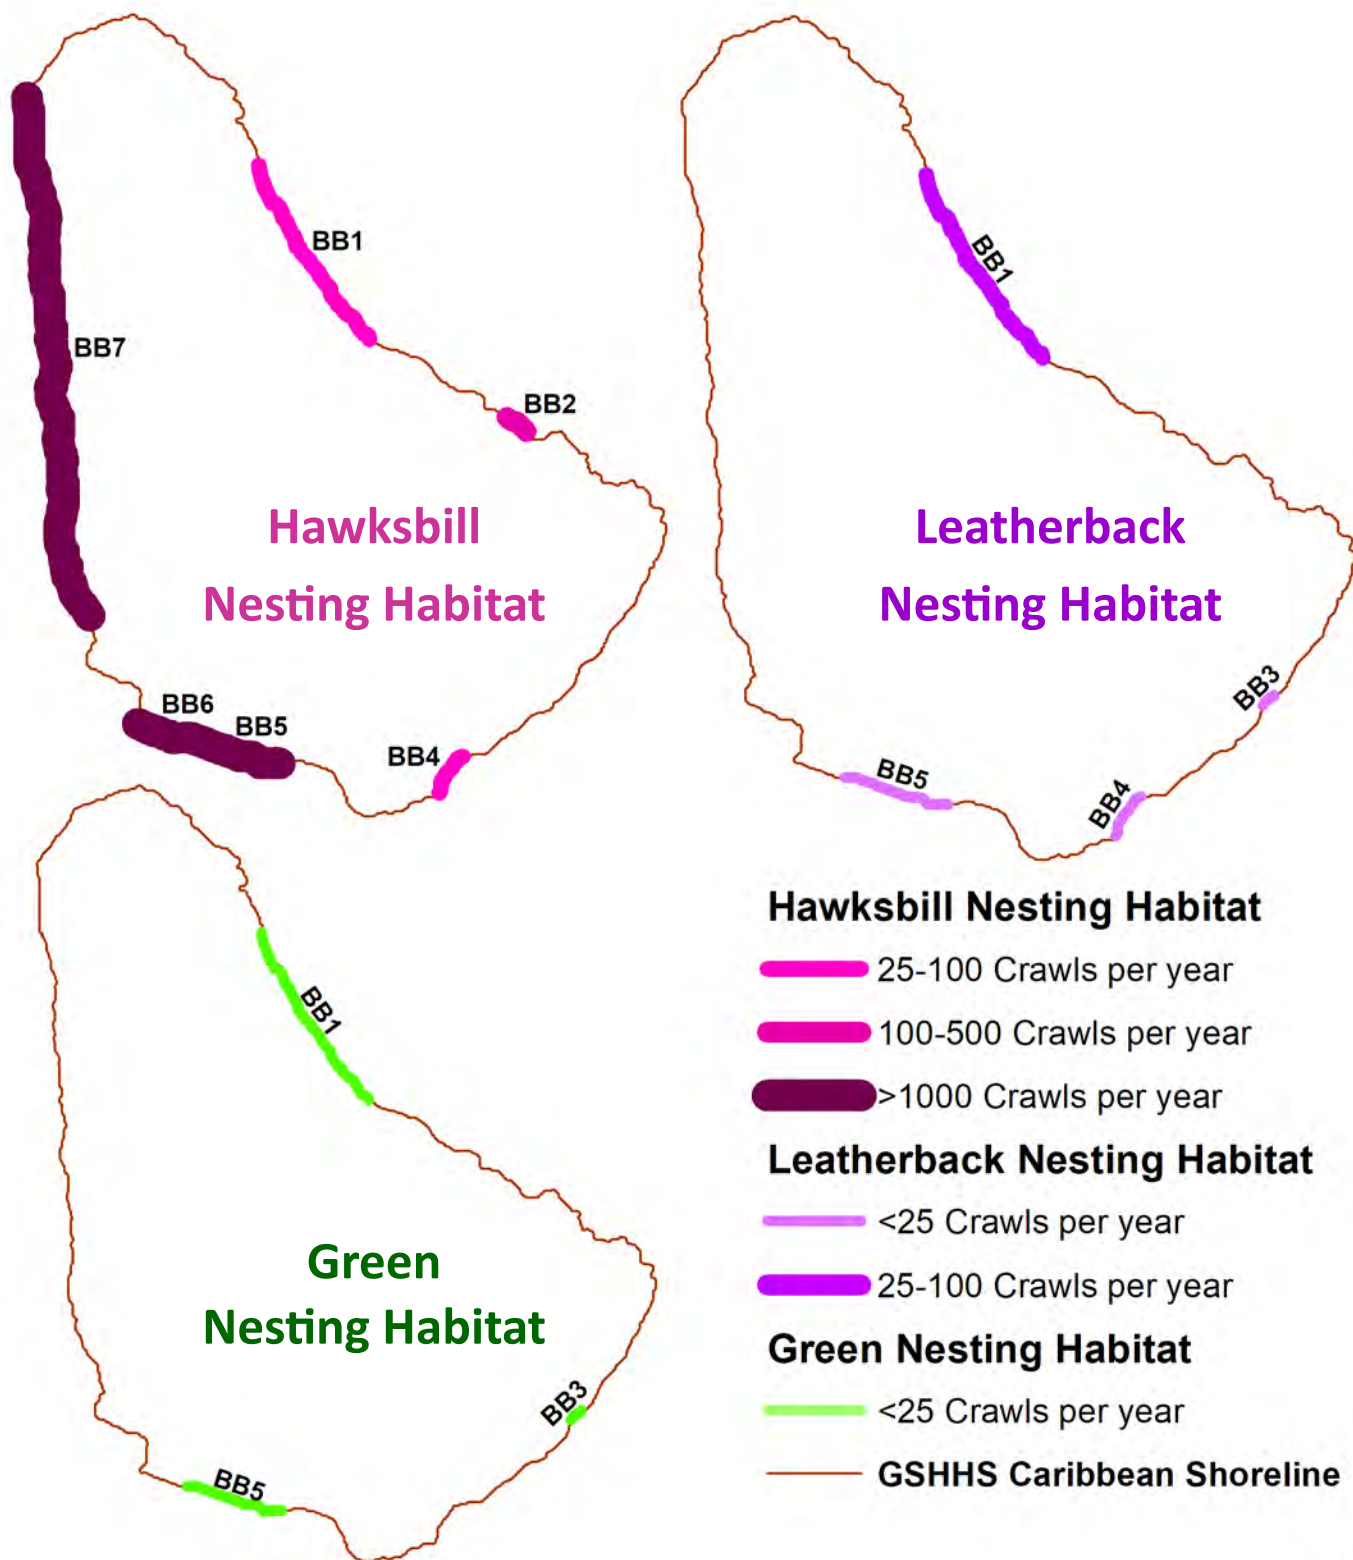 BB1
BB7
BB2
Hawksbill
Nesting Habitat
BB6
BB5
BB4
BB1
Leatherback
Nesting Habitat
BB3
BB5
BB4
BB1
Green
Nesting Habitat
BB3
BB5
Hawksbill Nesting Habitat
25-100 Crawls per year
100-500 Crawls per year
>1000 Crawls per year
Leatherback Nesting Habitat
<25 Crawls per year
25-100 Crawls per year
Green Nesting Habitat
<25 Crawls per year
GSHHS Caribbean Shoreline